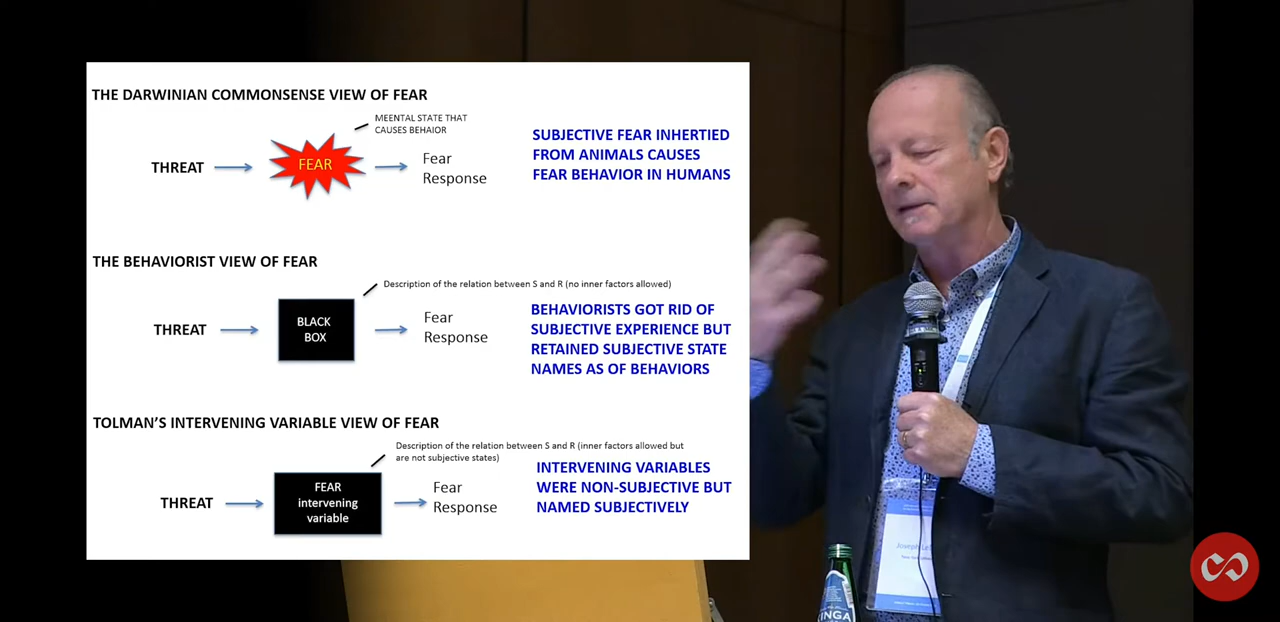 THE DARWINIAN COMMONSENSE VIEW OF FEAR
MEENTAL STATE THAT
CAUSES BEHAIOR
THREAT
FEAR
Fear
Response
SUBJECTIVE FEAR INHERTIED
FROM ANIMALS CAUSES
FEAR BEHAVIOR IN HUMANS
THE BEHAVIORIST VIEW OF FEAR
Description of the relation between S and R (no inner factors allowed)
THREAT
BLACK
BOX
Fear
Response
BEHAVIORISTS GOT RID OF
SUBJECTIVE EXPERIENCE BUT
RETAINED SUBJECTIVE STATE
NAMES AS OF BEHAVIORS
TOLMAN'S INTERVENING VARIABLE VIEW OF FEAR
Description of the relation between S and R (inner factors allowed but
are not subjective states)
THREAT
FEAR
intervening
variable
Fear
Response
INTERVENING VARIABLES
WERE NON-SUBJECTIVE BUT
NAMED SUBJECTIVELY
Joseph